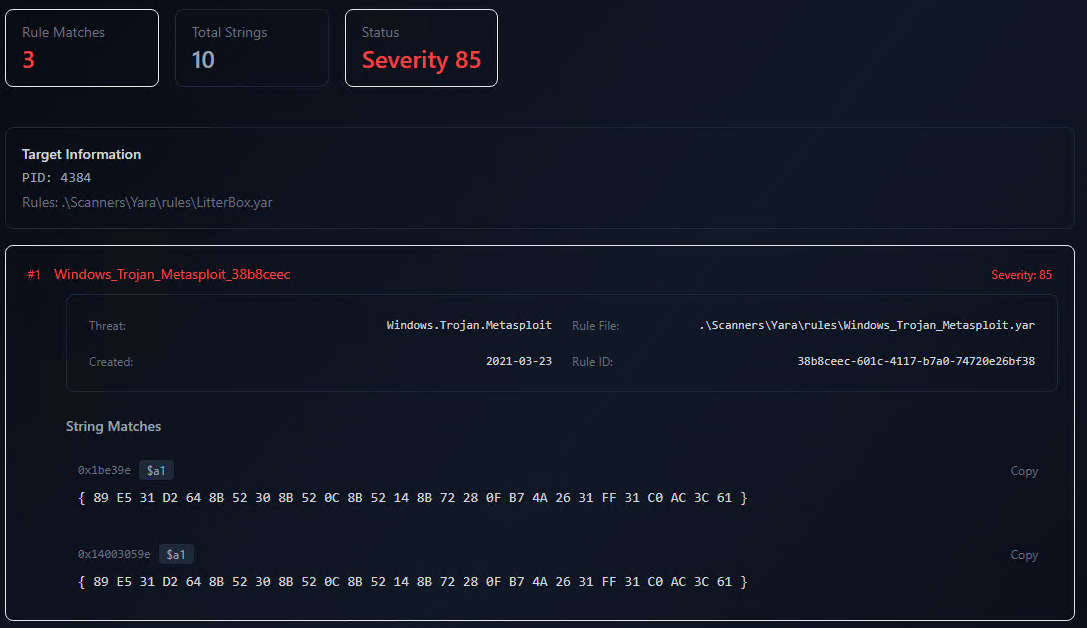 Rule Matches
3
Total Strings
10
Status
Severity 85
Target Information
PID: 4384
Rules: .\Scanners\Yara\rules\LitterBox.yar
#1 Windows_Trojan_Metasploit_38b8ceec Severity: 85
Threat: Windows.Trojan.Metasploit Rule File: .\Scanners\Yara\rules\Windows_Trojan_Metasploit.yar
Created: 2021-03-23 Rule ID: 38b8ceec-601c-4117-b7a0-74720e26bf38
String Matches
0x1be39e $a1 Copy
{ 89 E5 31 D2 64 8B 52 30 8B 52 0C 8B 52 14 8B 72 28 0F B7 4A 26 31 FF 31 C0 AC 3C 61 }
0x14003059e $a1 Copy
{ 89 E5 31 D2 64 8B 52 30 8B 52 0C 8B 52 14 8B 72 28 0F B7 4A 26 31 FF 31 C0 AC 3C 61 }